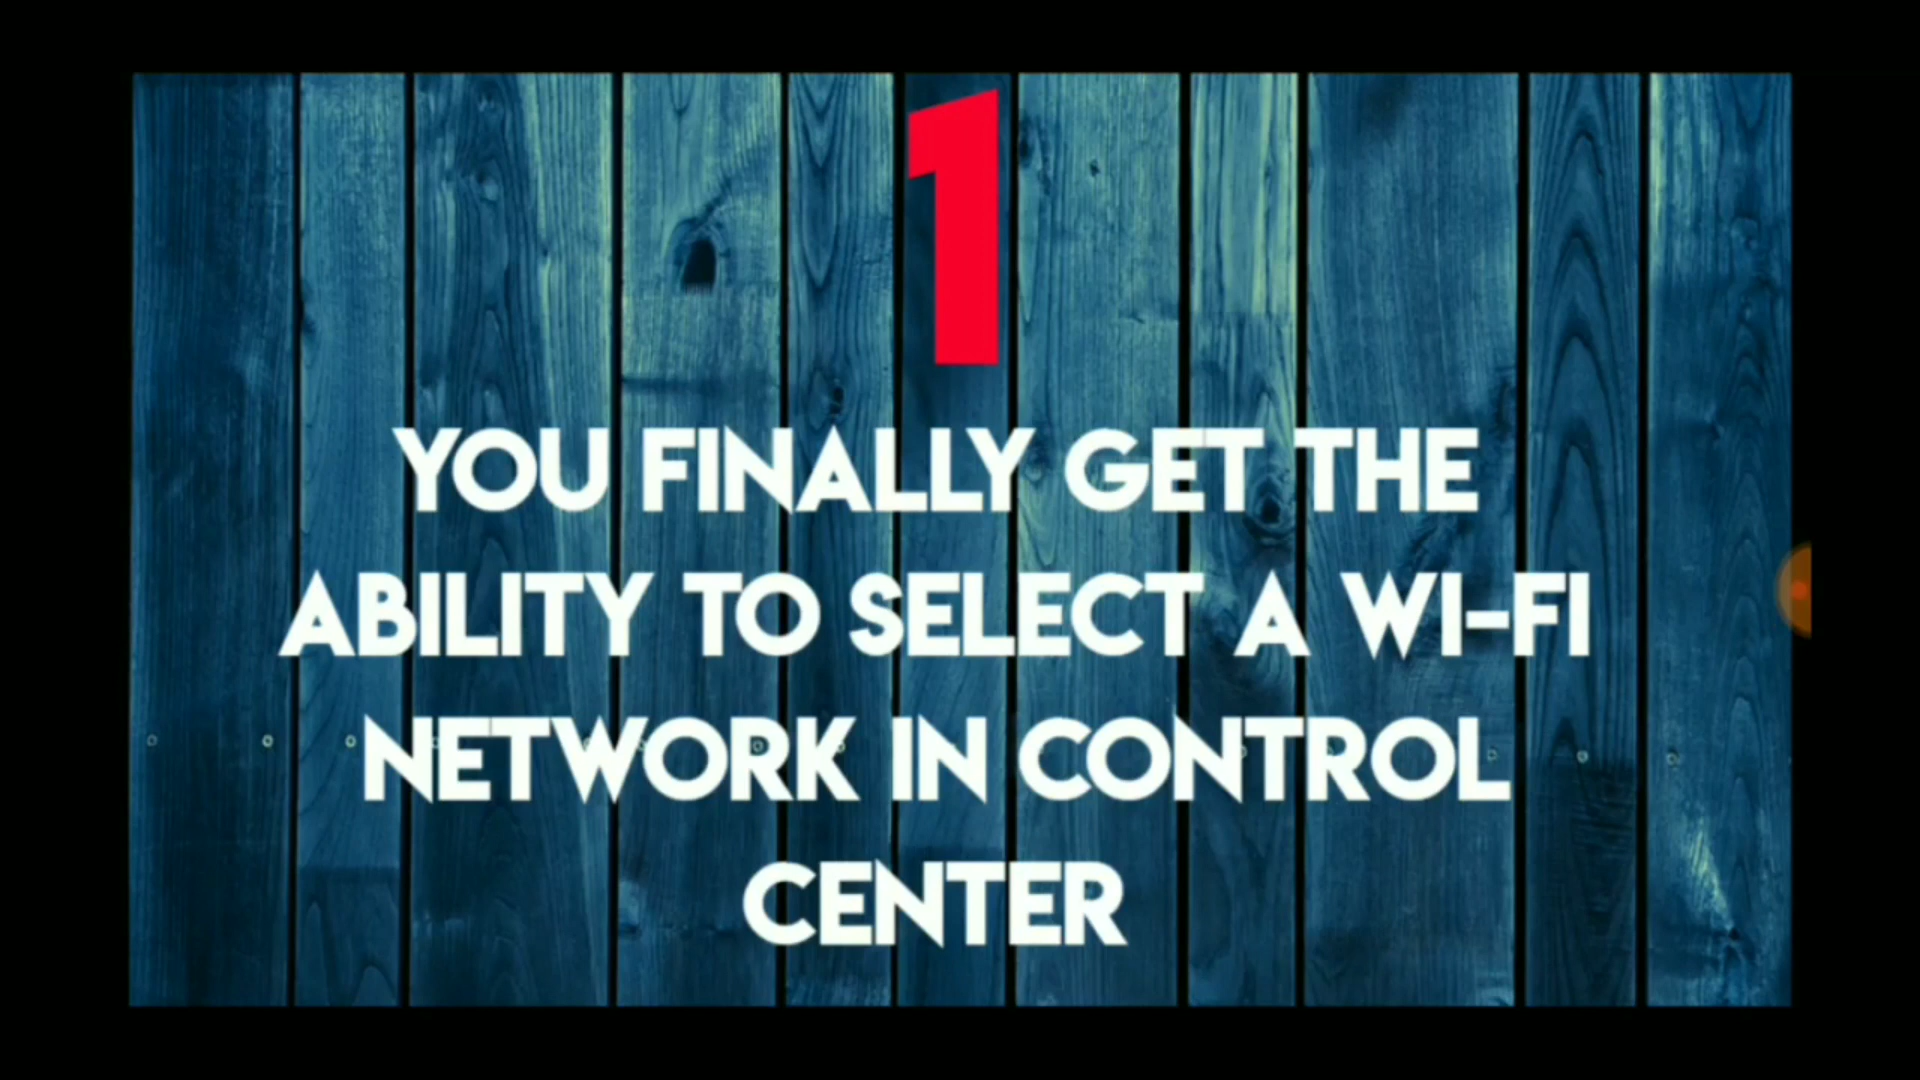 1
YOU FINALLY GET THE
ABILITY TO SELECT A WI-FI
NETWORK IN CONTROL
CENTER